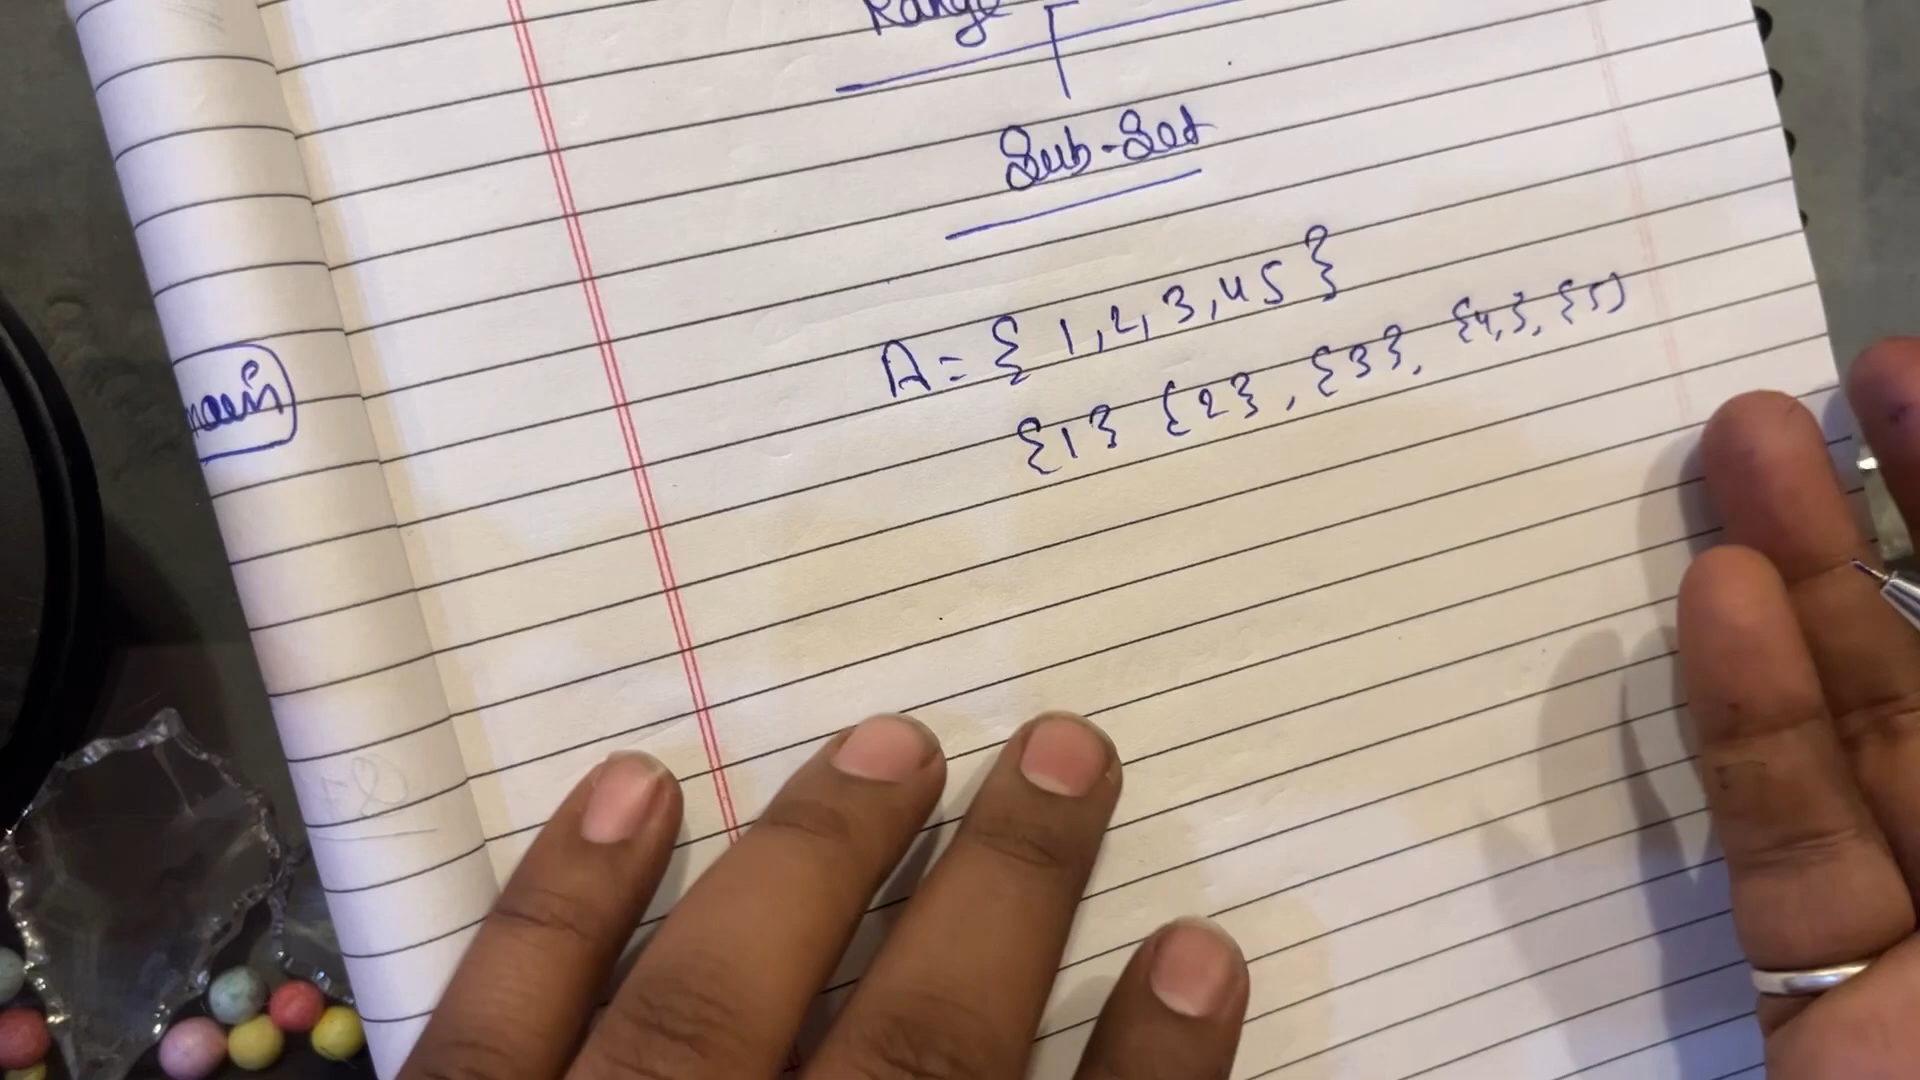 Range
Sub-Set
A = { 1, 2, 3, 4 5 }
{1} {2}, {3}, {4,}, {5)